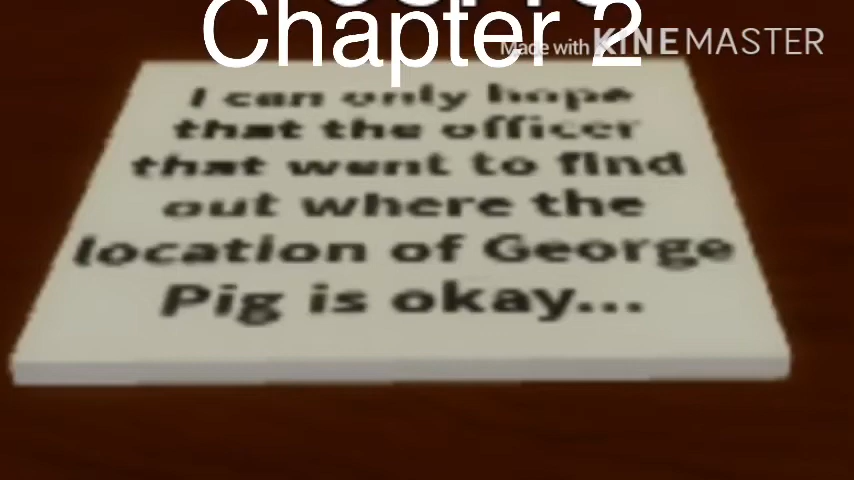 Chapter 2
Made with KINEMASTER
I can only hope
that the officer
that went to find
out where the
location of George
Pig is okay...